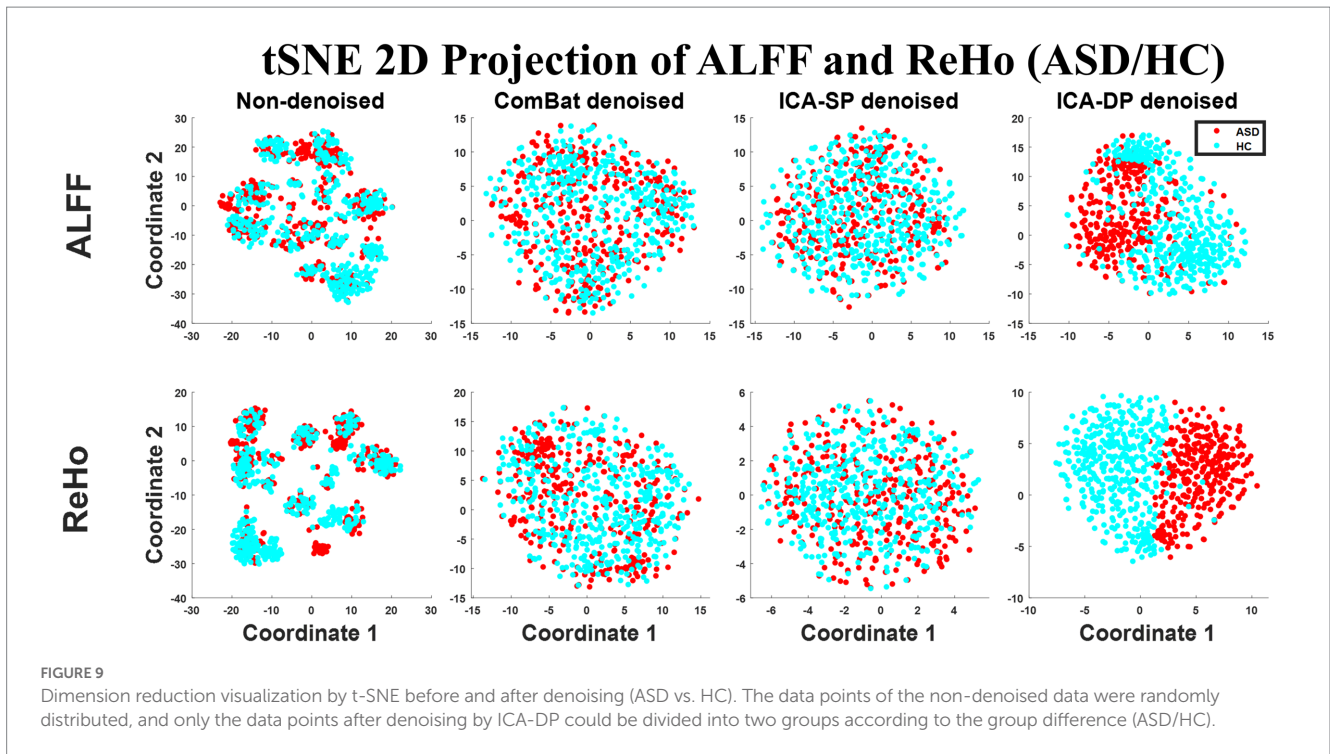 tSNE 2D Projection of ALFF and ReHo (ASD/HC)
Non-denoised ComBat denoised ICA-SP denoised ICA-DP denoised
ALFF
Coordinate 2
30
20
10
0
-10
-20
-30
-40
-30 -20 -10 0 10 20 30
15
10
5
0
-5
-10
-15
-15 -10 -5 0 5 10 15
15
10
5
0
-5
-10
-15
-15 -10 -5 0 5 10 15
20
15
10
5
0
-5
-10
-15
-15 -10 -5 0 5 10 15
ASD
HC
ReHo
Coordinate 2
20
10
0
-10
-20
-30
-40
-30 -20 -10 0 10 20 30
Coordinate 1
20
15
10
5
0
-5
-10
-15
-15 -10 -5 0 5 10 15
Coordinate 1
6
4
2
0
-2
-4
-6
-6 -4 -2 0 2 4
Coordinate 1
10
5
0
-5
-10
-10 -5 0 5 10
Coordinate 1
FIGURE 9
Dimension reduction visualization by t-SNE before and after denoising (ASD vs. HC). The data points of the non-denoised data were randomly
distributed, and only the data points after denoising by ICA-DP could be divided into two groups according to the group difference (ASD/HC).